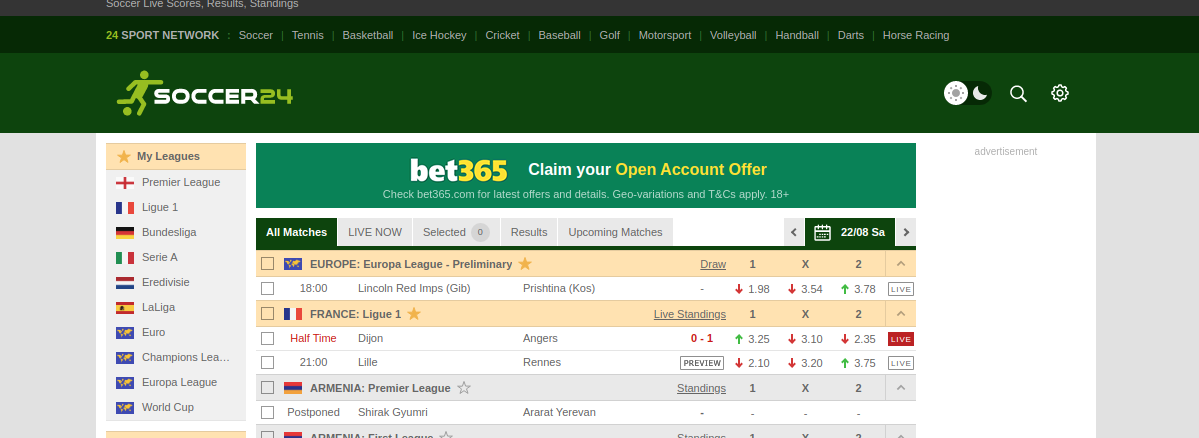 Soccer Live Scores, Results, Standings
24 SPORT NETWORK : Soccer | Tennis | Basketball | Ice Hockey | Cricket | Baseball | Golf | Motorsport | Volleyball | Handball | Darts | Horse Racing
SOCCER24
My Leagues
Premier League
Ligue 1
Bundesliga
Serie A
Eredivisie
LaLiga
Euro
Champions Lea…
Europa League
World Cup
bet365 Claim your Open Account Offer
Check bet365.com for latest offers and details. Geo-variations and T&Cs apply. 18+
advertisement
All Matches LIVE NOW Selected 0 Results Upcoming Matches 22/08 Sa
EUROPE: Europa League - Preliminary Draw 1 X 2
18:00 Lincoln Red Imps (Gib) Prishtina (Kos) - 1.98 3.54 3.78 LIVE
FRANCE: Ligue 1 Live Standings 1 X 2
Half Time Dijon Angers 0 - 1 3.25 3.10 2.35 LIVE
21:00 Lille Rennes PREVIEW 2.10 3.20 3.75 LIVE
ARMENIA: Premier League Standings 1 X 2
Postponed Shirak Gyumri Ararat Yerevan - - - -
ARMENIA: First League Standings 1 X 2